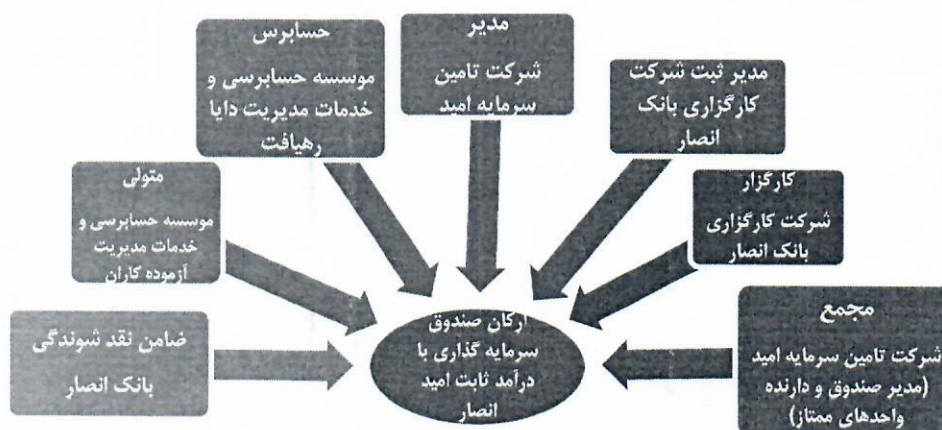 مدیر
شرکت تامین
سرمایه امید
مدیر ثبت شرکت
کارگزاری بانک
انصار
حسابرس
موسسه حسابرسی و
خدمات مدیریت دایا
رهیافت
کارگزار
شرکت کارگزاری
بانک انصار
متولی
موسسه حسابرسی و
خدمات مدیریت
آزموده کاران
مجمع
شرکت تامین سرمایه امید
(مدیر صندوق و دارنده
واحدهای ممتاز)
ضامن نقد شوندگی
بانک انصار
ارکان صندوق
سرمایه گذاری با
درآمد ثابت امید
انصار